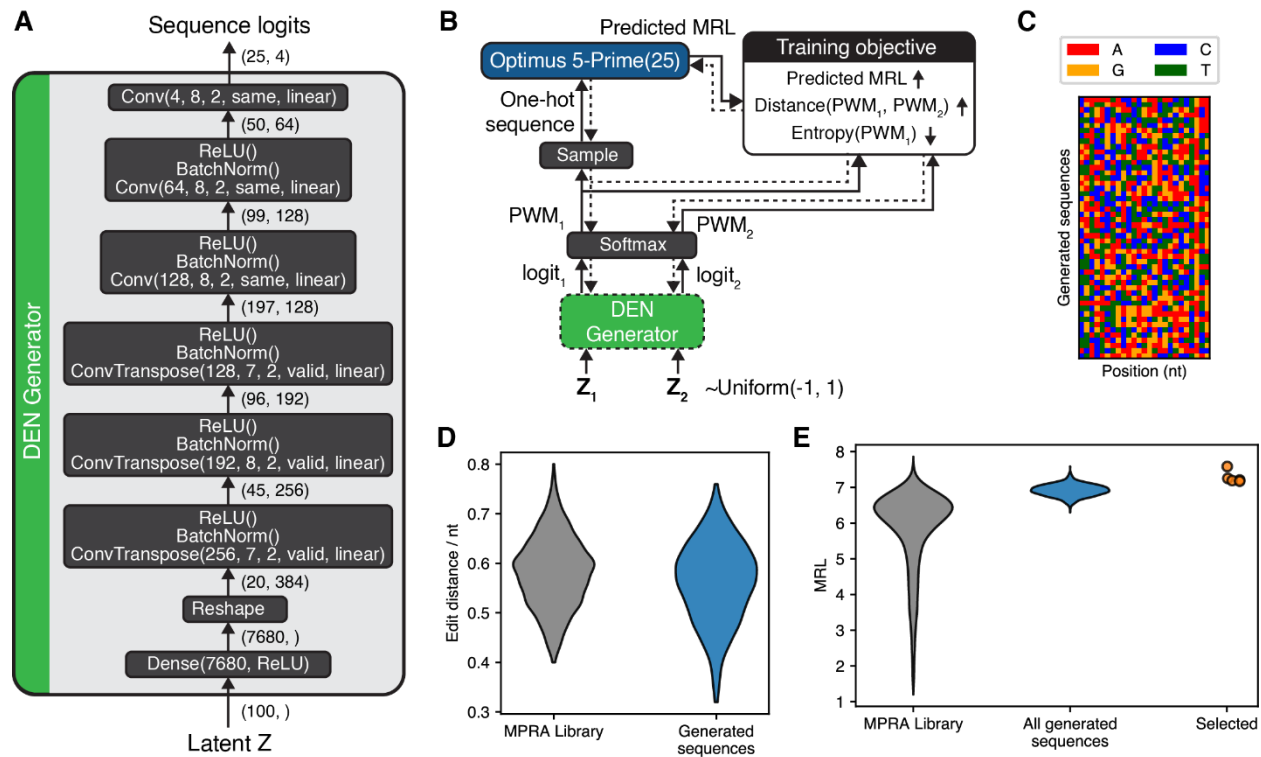 A
Sequence logits
(25, 4)
Conv(4, 8, 2, same, linear)
(50, 64)
ReLU()
BatchNorm()
Conv(64, 8, 2, same, linear)
(99, 128)
ReLU()
BatchNorm()
Conv(128, 8, 2, same, linear)
(197, 128)
ReLU()
BatchNorm()
ConvTranspose(128, 7, 2, valid, linear)
(96, 192)
ReLU()
BatchNorm()
ConvTranspose(192, 8, 2, valid, linear)
(45, 256)
ReLU()
BatchNorm()
ConvTranspose(256, 7, 2, valid, linear)
(20, 384)
Reshape
(7680, )
Dense(7680, ReLU)
(100, )
Latent Z
DEN Generator
B
Predicted MRL
Optimus 5-Prime(25)
Training objective
Predicted MRL
Distance(PWM1, PWM2)
Entropy(PWM1)
One-hot
sequence
Sample
PWM1
PWM2
Softmax
logit1
logit2
DEN
Generator
Z1
Z2
~Uniform(-1, 1)
C
A
C
G
T
Generated sequences
Position (nt)
D
Edit distance / nt
0.8
0.7
0.6
0.5
0.4
0.3
MPRA Library
Generated
sequences
E
MRL
8
7
6
5
4
3
2
1
MPRA Library
All generated
sequences
Selected